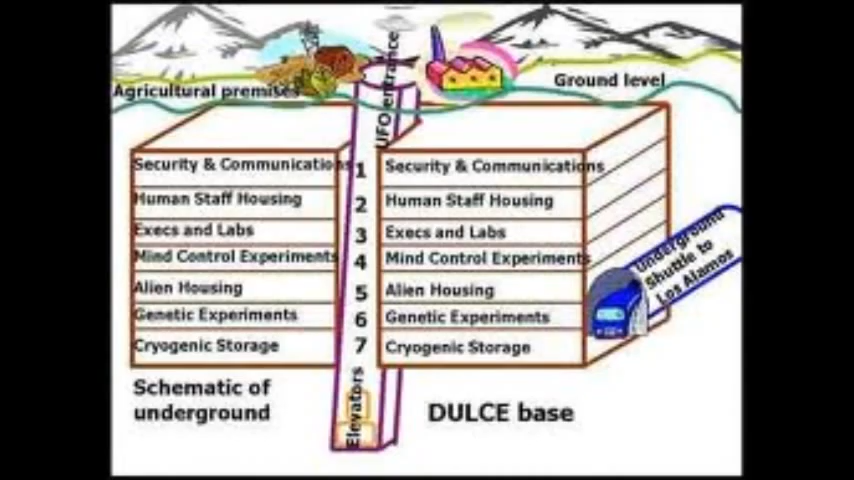 Agricultural premises
UFO entrance
Ground level
Security & Communications
Human Staff Housing
Execs and Labs
Mind Control Experiments
Alien Housing
Genetic Experiments
Cryogenic Storage
1
2
3
4
5
6
7
Elevators
Security & Communications
Human Staff Housing
Execs and Labs
Mind Control Experiments
Alien Housing
Genetic Experiments
Cryogenic Storage
Underground
Shuttle to
Los Alamos
Schematic of
underground
DULCE base